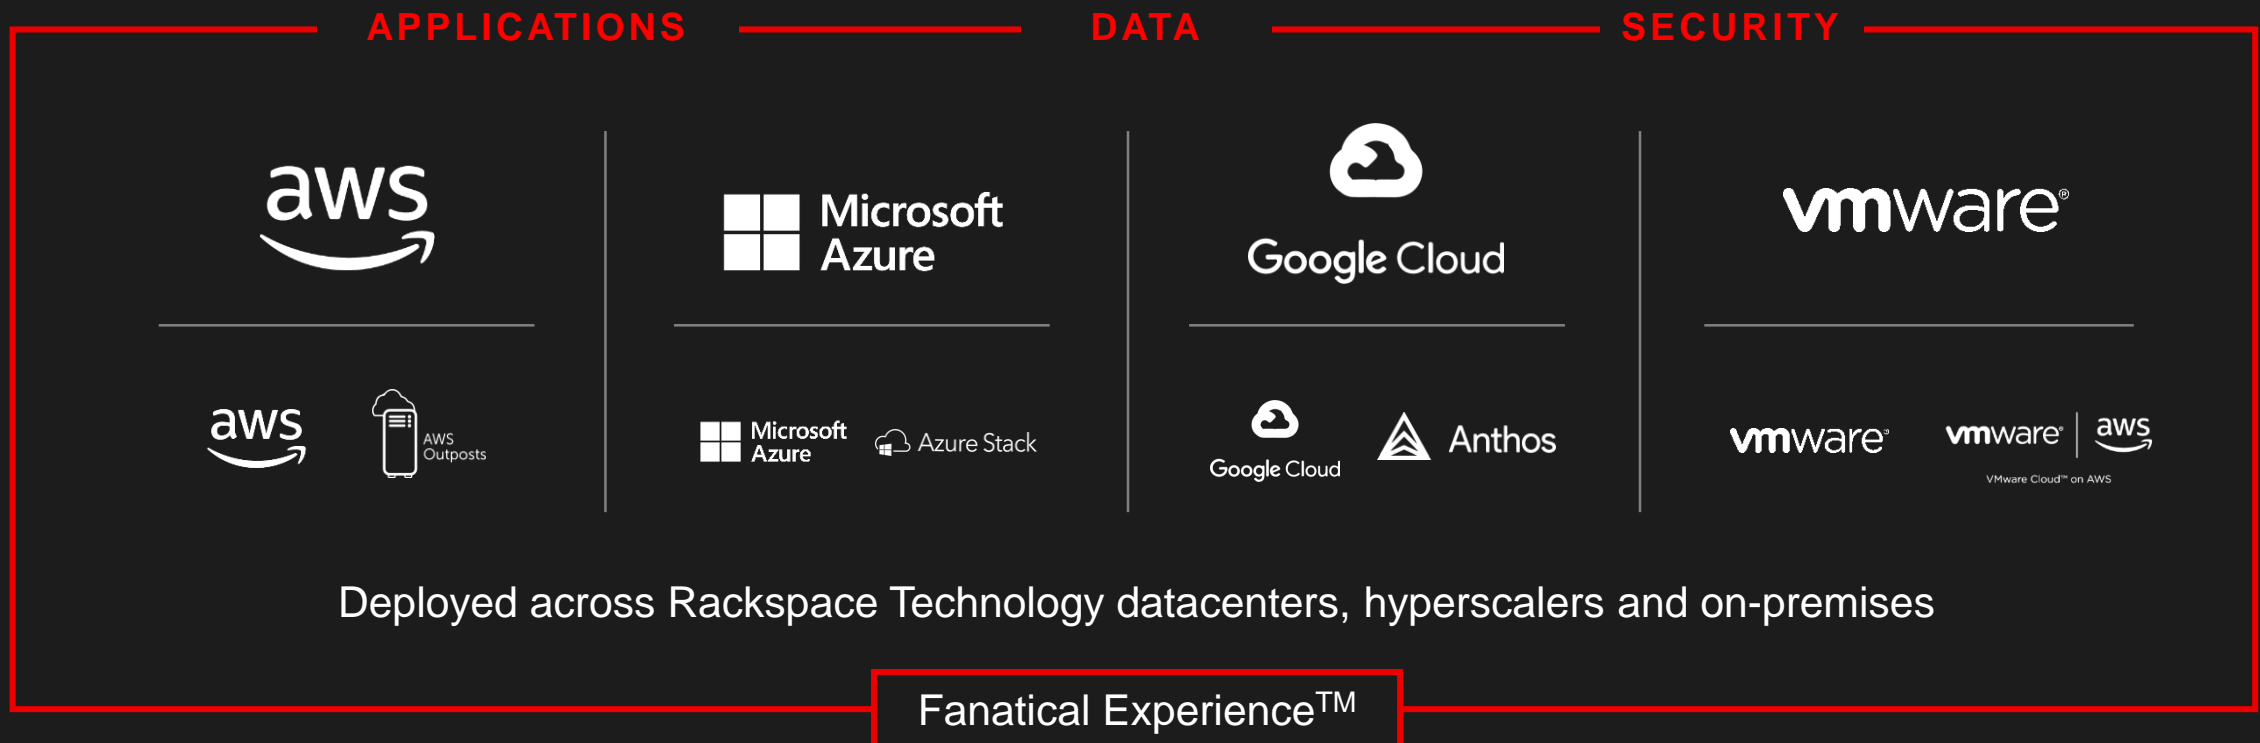 APPLICATIONS DATA SECURITY
aws
Microsoft
Azure
Google Cloud
vmware®
aws
AWS
Outposts
Microsoft
Azure
Azure Stack
Google Cloud
Anthos
vmware®
vmware® | aws
VMware Cloud™ on AWS
Deployed across Rackspace Technology datacenters, hyperscalers and on-premises
Fanatical Experience™